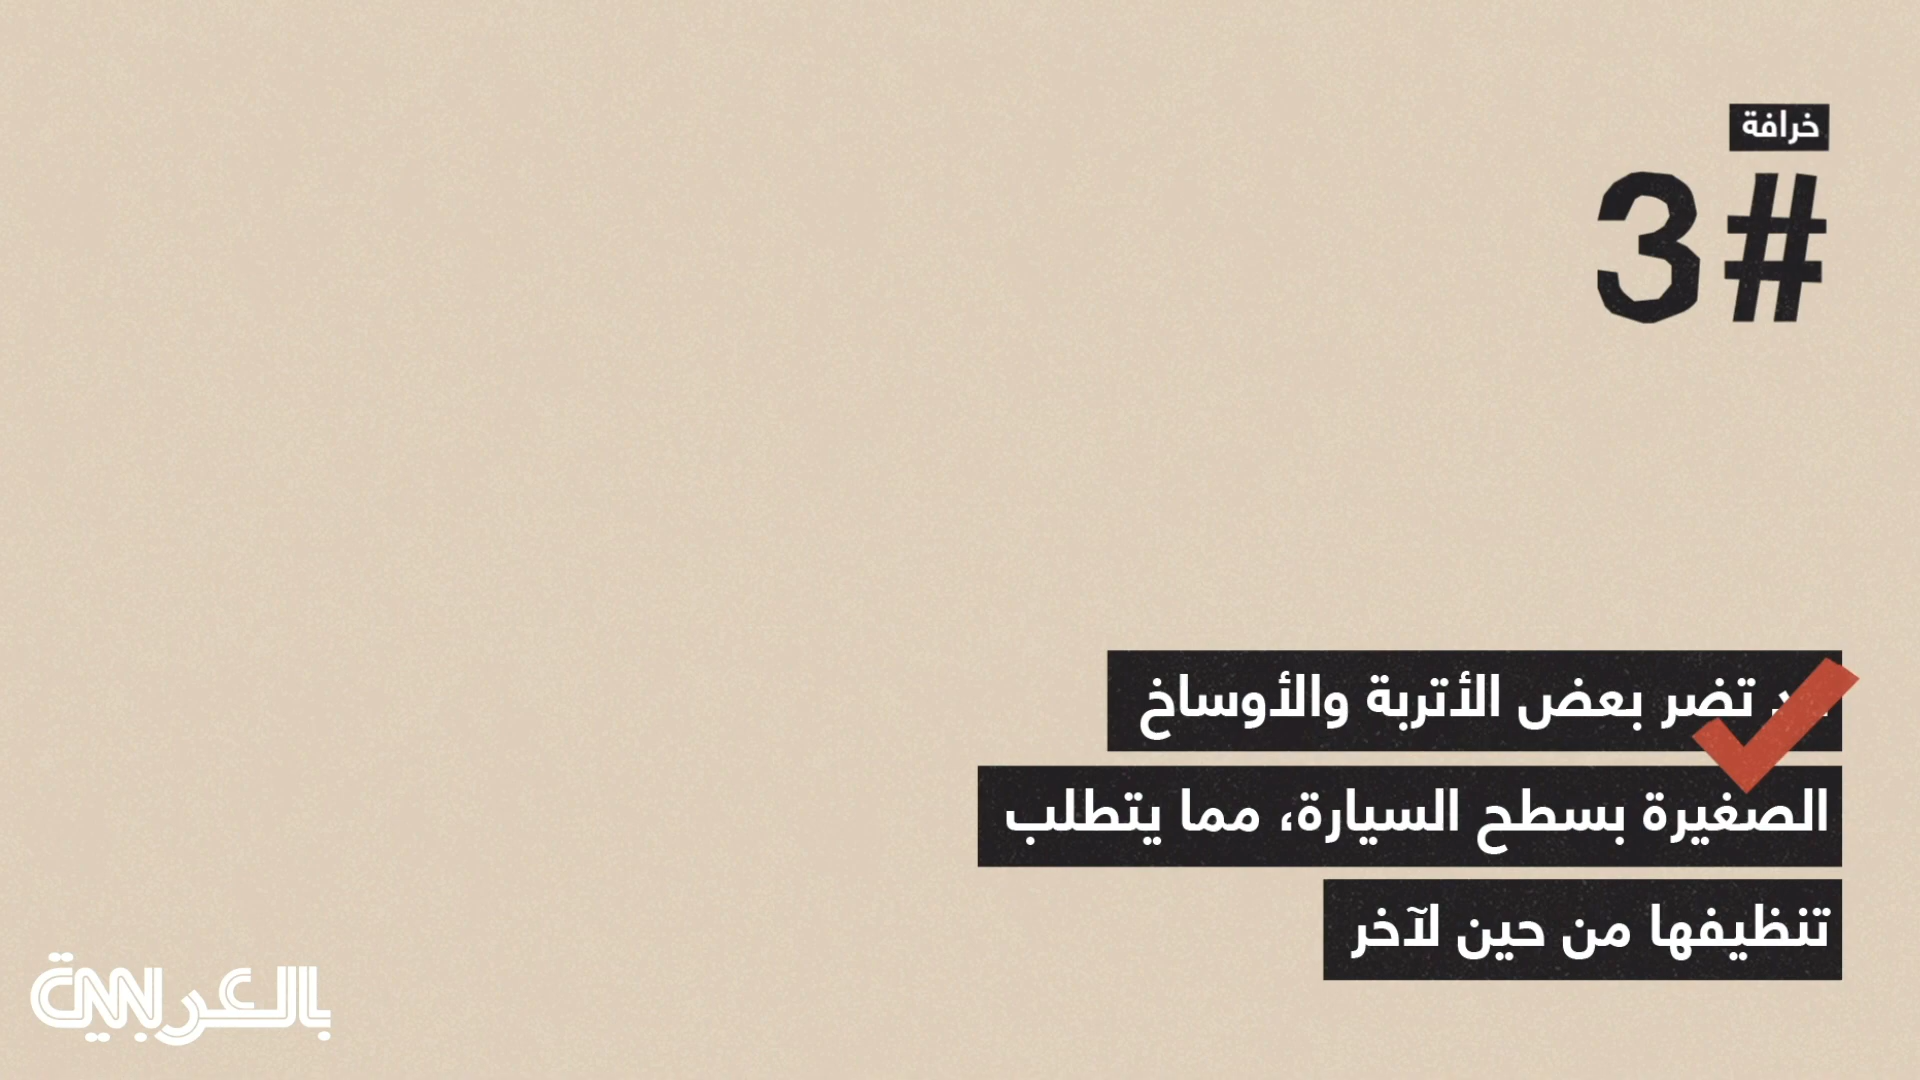 خرافة
#3
تضر بعض الأتربة والأوساخ
الصغيرة بسطح السيارة، مما يتطلب
تنظيفها من حين لآخر
CNN بالعربية